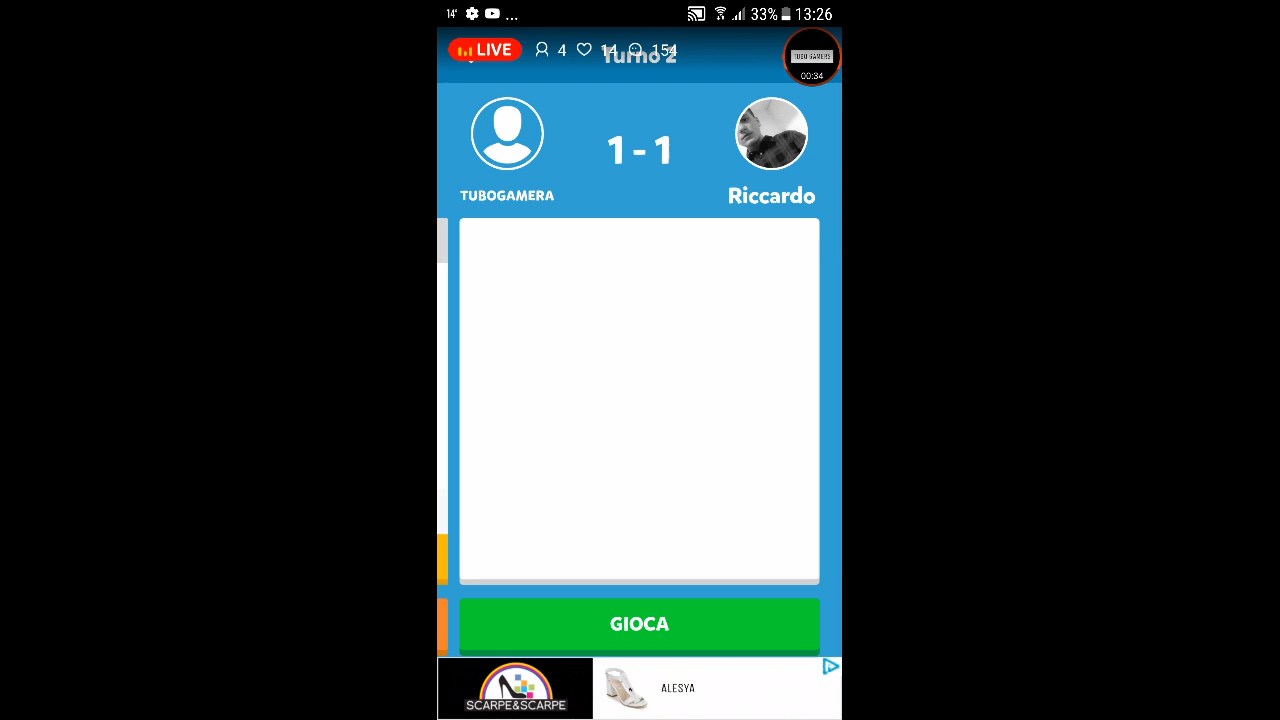 14° ... 33% 13:26
LIVE 4 14 154
Turno 2
TUBO GAMERS
00:34
1 - 1
TUBOGAMERA
Riccardo
GIOCA
SCARPE&SCARPE
ALESYA